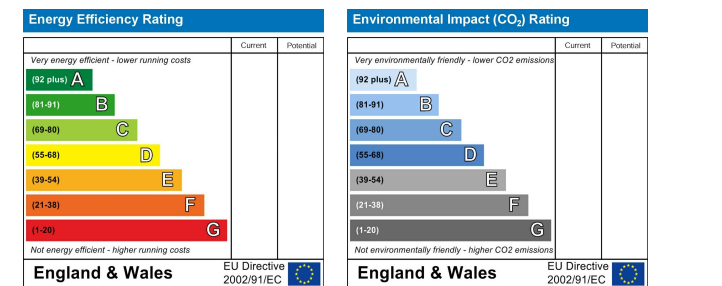 Energy Efficiency Rating
Current Potential
Very energy efficient - lower running costs
(92 plus) A
(81-91) B
(69-80) C
(55-68) D
(39-54) E
(21-38) F
(1-20) G
Not energy efficient - higher running costs
England & Wales
EU Directive
2002/91/EC
Environmental Impact (CO₂) Rating
Current Potential
Very environmentally friendly - lower CO2 emissions
(92 plus) A
(81-91) B
(69-80) C
(55-68) D
(39-54) E
(21-38) F
(1-20) G
Not environmentally friendly - higher CO2 emissions
England & Wales
EU Directive
2002/91/EC